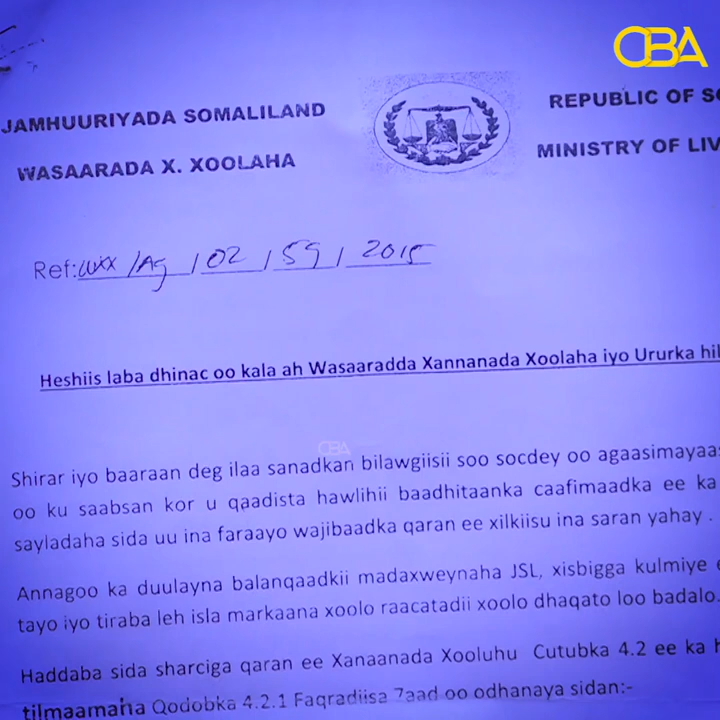 CBA
JAMHUURIYADA SOMALILAND
REPUBLIC OF SO
WASAARADA X. XOOLAHA
MINISTRY OF LIV
Ref: WXX/Ag/02/59/2015
Heshiis laba dhinac oo kala ah Wasaaradda Xannanada Xoolaha iyo Ururka hil
CBA
Shirar iyo baaraan deg ilaa sanadkan bilawgiisii soo socdey oo agaasimayaas
oo ku saabsan kor u qaadista hawlihii baadhitaanka caafimaadka ee ka
sayladaha sida uu ina faraayo wajibaadka qaran ee xilkiisu ina saran yahay .
Annagoo ka duulayna balanqaadkii madaxweynaha JSL, xisbigga kulmiye e
tayo iyo tiraba leh isla markaana xoolo raacatadii xoolo dhaqato loo badalo.
Haddaba sida sharciga qaran ee Xanaanada Xooluhu Cutubka 4.2 ee ka h
tilmaamaha Qodobka 4.2.1 Faqradiisa 7aad oo odhanaya sidan:-